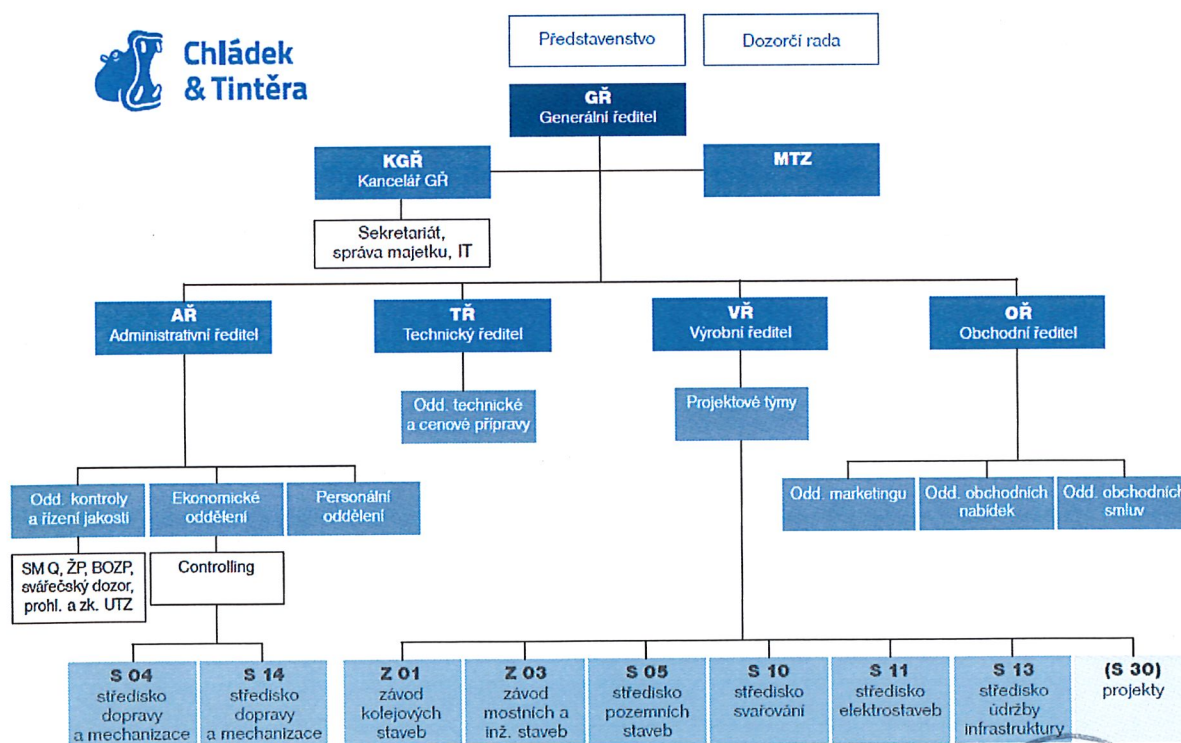 Chládek
& Tintěra
Představenstvo
Dozorčí rada
GŘ
Generální ředitel
KGŘ
Kancelář GŘ
MTZ
Sekretariát,
správa majetku, IT
AŘ
Administrativní ředitel
TŘ
Technický ředitel
VŘ
Výrobní ředitel
OŘ
Obchodní ředitel
Odd. technické
a cenové přípravy
Projektové týmy
Odd. kontroly
a řízení jakosti
Ekonomické
oddělení
Personální
oddělení
Odd. marketingu
Odd. obchodních
nabídek
Odd. obchodních
smluv
SM Q, ŽP, BOZP,
svářečský dozor,
prohl. a zk. UTZ
Controlling
S 04
středisko
dopravy
a mechanizace
S 14
středisko
dopravy
a mechanizace
Z 01
závod
kolejových
staveb
Z 03
závod
mostních a
inž. staveb
S 05
středisko
pozemních
staveb
S 10
středisko
svařování
S 11
středisko
elektrostaveb
S 13
středisko
údržby
infrastruktury
(S 30)
projekty